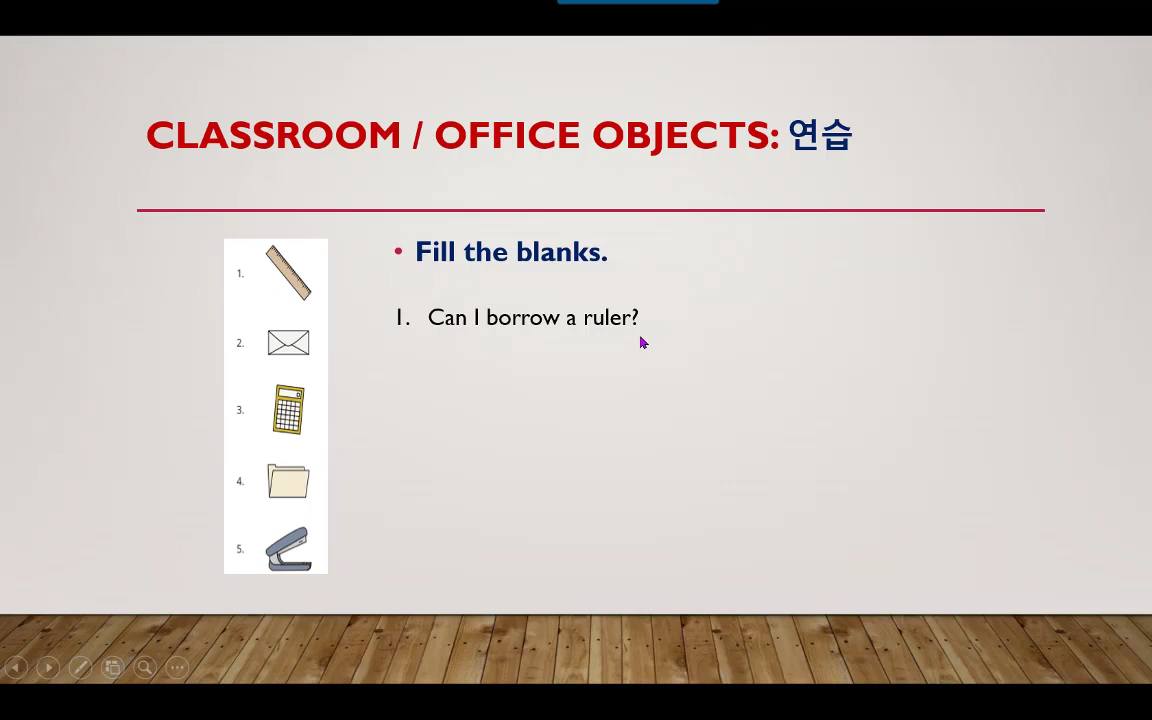 CLASSROOM / OFFICE OBJECTS: 연습
• Fill the blanks.
1. Can I borrow a ruler?
1.
2.
3.
4.
5.